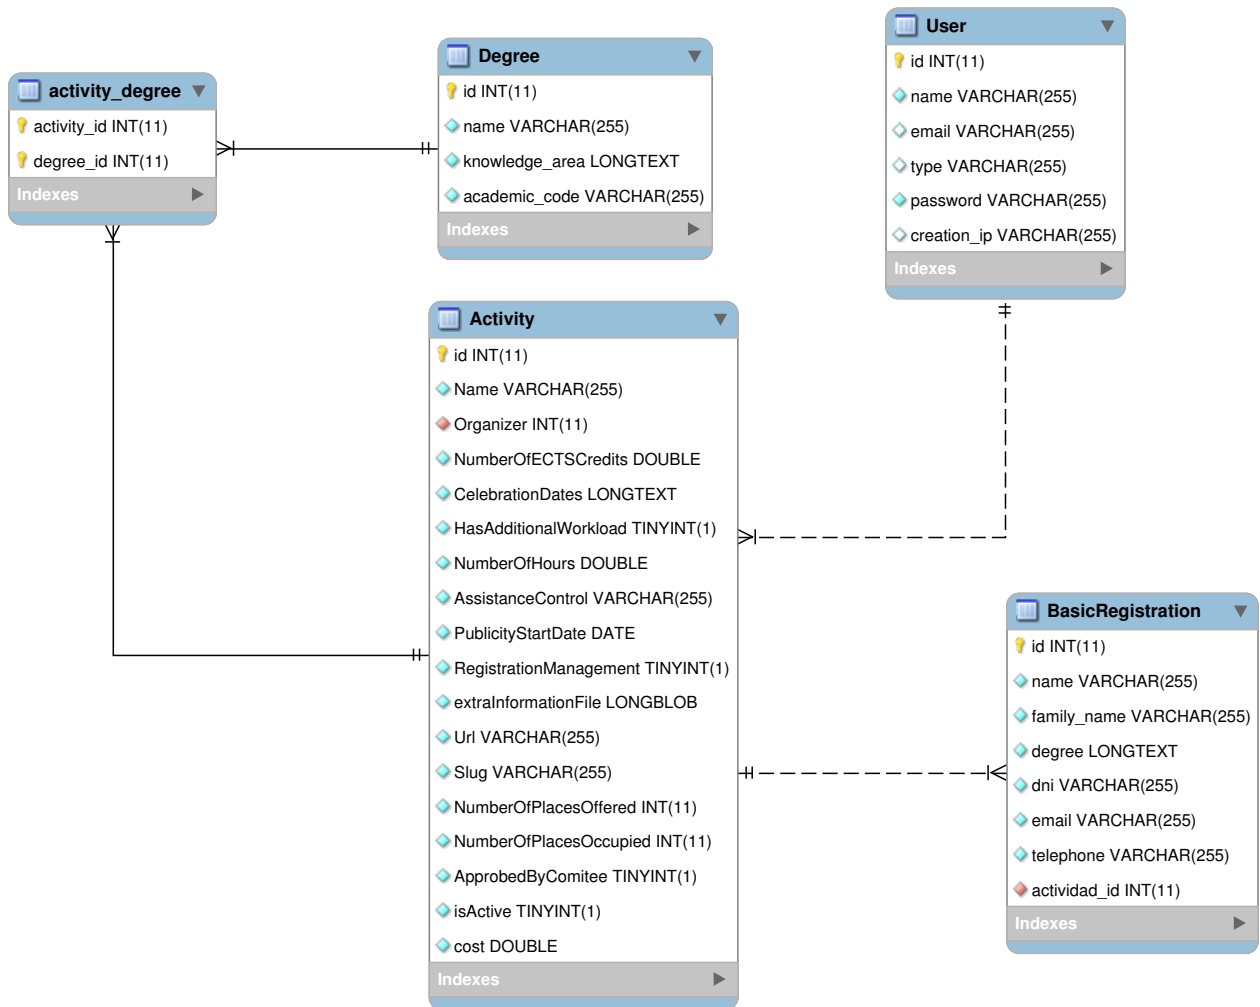 activity_degree
activity_id INT(11)
degree_id INT(11)
Indexes
Degree
id INT(11)
name VARCHAR(255)
knowledge_area LONGTEXT
academic_code VARCHAR(255)
Indexes
User
id INT(11)
name VARCHAR(255)
email VARCHAR(255)
type VARCHAR(255)
password VARCHAR(255)
creation_ip VARCHAR(255)
Indexes
Activity
id INT(11)
Name VARCHAR(255)
Organizer INT(11)
NumberOfECTSCredits DOUBLE
CelebrationDates LONGTEXT
HasAdditionalWorkload TINYINT(1)
NumberOfHours DOUBLE
AssistanceControl VARCHAR(255)
PublicityStartDate DATE
RegistrationManagement TINYINT(1)
extraInformationFile LONGBLOB
Url VARCHAR(255)
Slug VARCHAR(255)
NumberOfPlacesOffered INT(11)
NumberOfPlacesOccupied INT(11)
ApprobedByComitee TINYINT(1)
isActive TINYINT(1)
cost DOUBLE
Indexes
BasicRegistration
id INT(11)
name VARCHAR(255)
family_name VARCHAR(255)
degree LONGTEXT
dni VARCHAR(255)
email VARCHAR(255)
telephone VARCHAR(255)
actividad_id INT(11)
Indexes